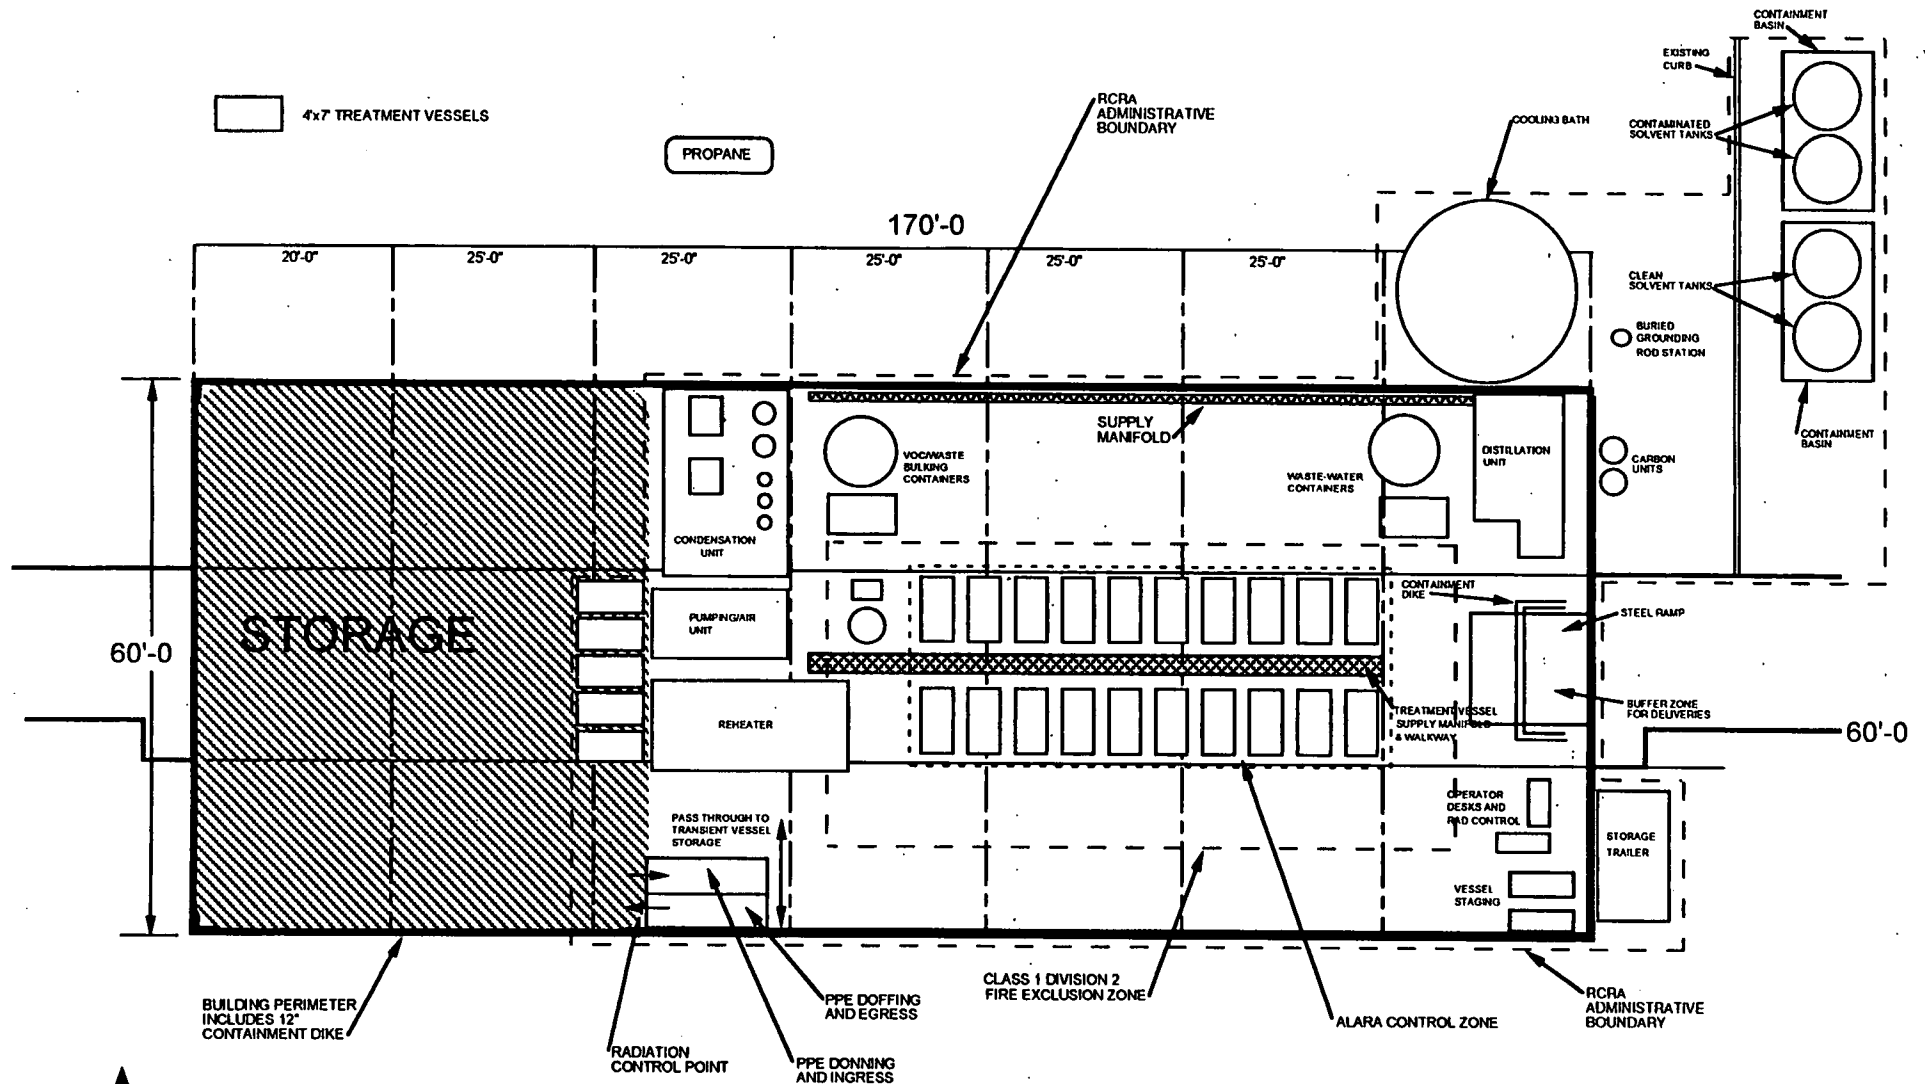 CONTAINMENT
BASIN
EXISTING
CURB
4'x7' TREATMENT VESSELS
RCRA
ADMINISTRATIVE
BOUNDARY
COOLING BATH
CONTAMINATED
SOLVENT TANKS
PROPANE
170'-0
20'-0"
25'-0"
25'-0"
25'-0"
25'-0"
25'-0"
CLEAN
SOLVENT TANKS
BURIED
GROUNDING
ROD STATION
SUPPLY
MANIFOLD
CONTAINMENT
BASIN
VOC/WASTE
BULKING
CONTAINERS
WASTE-WATER
CONTAINERS
DISTILLATION
UNIT
CARBON
UNITS
CONDENSATION
UNIT
CONTAINMENT
DIKE
STEEL RAMP
STORAGE
PUMPING/AIR
UNIT
60'-0
REHEATER
TREATMENT VESSEL
SUPPLY MANIFOLD
& WALKWAY
BUFFER ZONE
FOR DELIVERIES
60'-0
OPERATOR
DESKS AND
RAD CONTROL
PASS THROUGH TO
TRANSIENT VESSEL
STORAGE
STORAGE
TRAILER
VESSEL
STAGING
BUILDING PERIMETER
INCLUDES 12"
CONTAINMENT DIKE
PPE DOFFING
AND EGRESS
CLASS 1 DIVISION 2
FIRE EXCLUSION ZONE
ALARA CONTROL ZONE
RCRA
ADMINISTRATIVE
BOUNDARY
RADIATION
CONTROL POINT
PPE DONNING
AND INGRESS